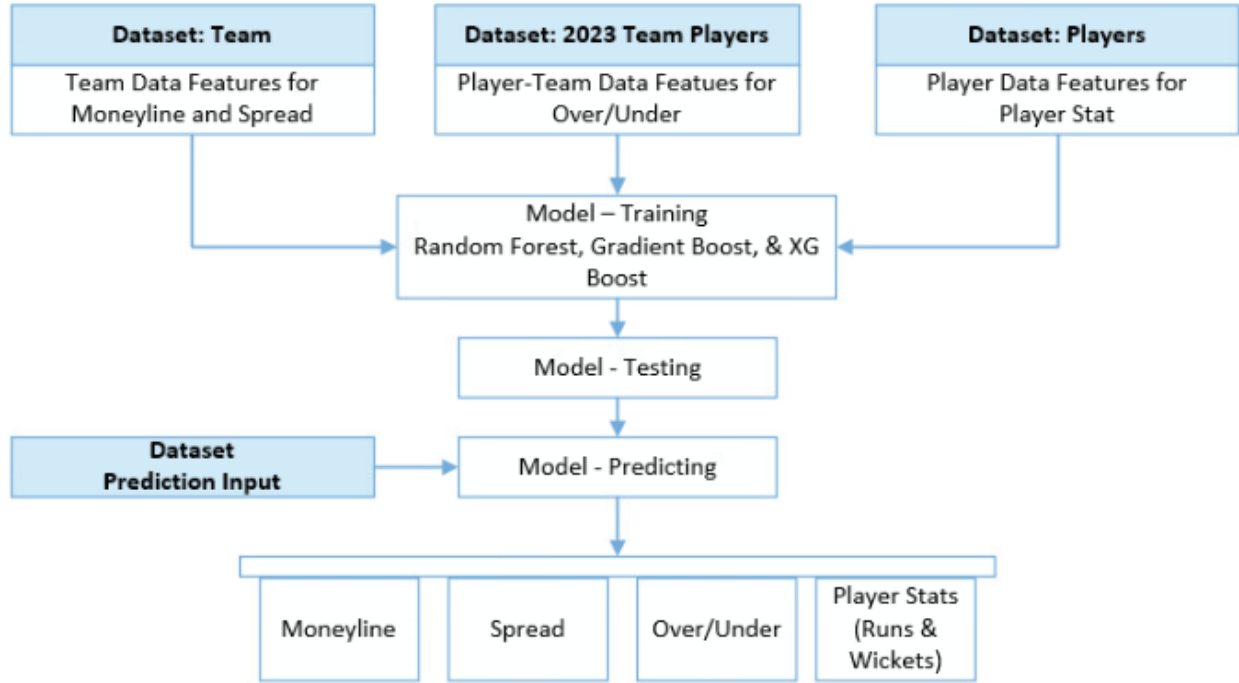 Dataset: Team
Team Data Features for
Moneyline and Spread
Dataset: 2023 Team Players
Player-Team Data Featues for
Over/Under
Dataset: Players
Player Data Features for
Player Stat
Model – Training
Random Forest, Gradient Boost, & XG
Boost
Model - Testing
Dataset
Prediction Input
Model - Predicting
Moneyline
Spread
Over/Under
Player Stats
(Runs &
Wickets)